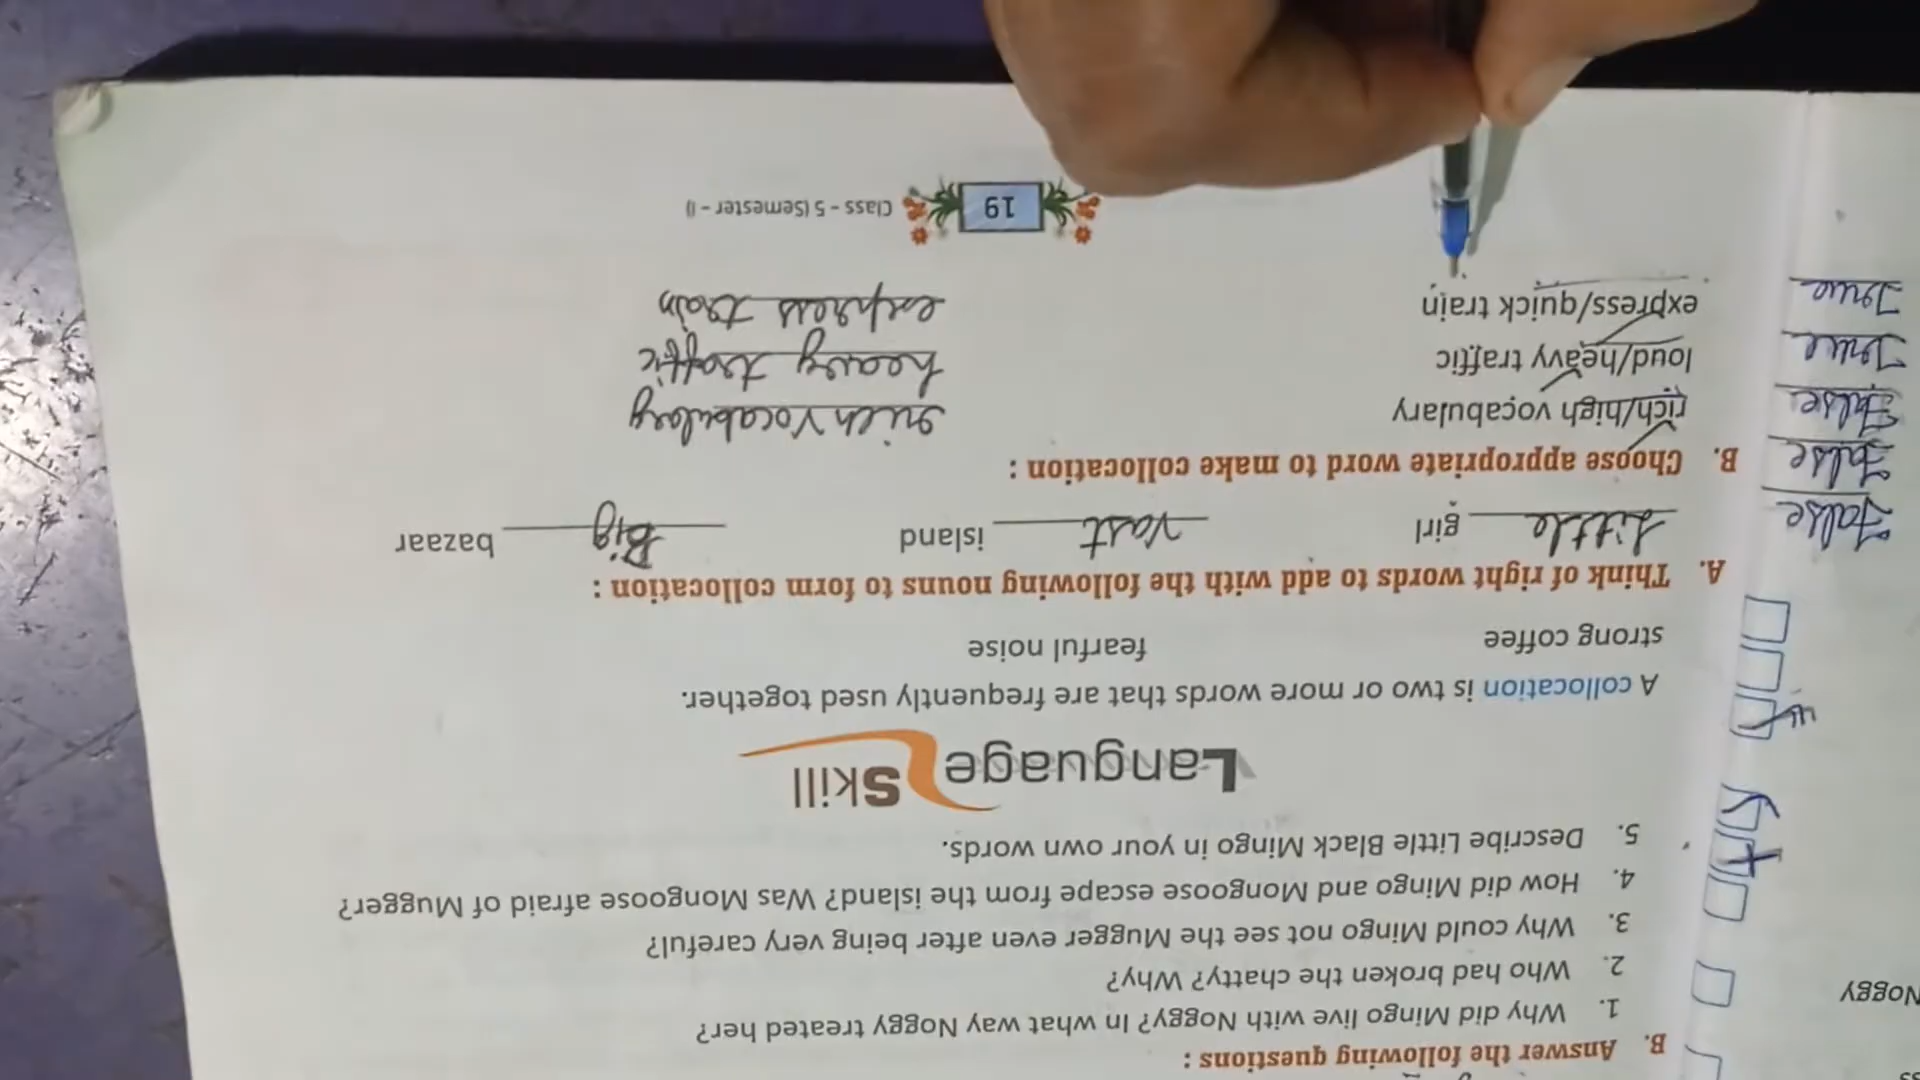 B. Answer the following questions :
1. Why did Mingo live with Noggy? In what way Noggy treated her?
2. Who had broken the chatty? Why?
3. Why could Mingo not see the Mugger even after being very careful?
4. How did Mingo and Mongoose escape from the island? Was Mongoose afraid of Mugger?
5. Describe Little Black Mingo in your own words.
Language Skill
A collocation is two or more words that are frequently used together.
strong coffee fearful noise
A. Think of right words to add with the following nouns to form collocation :
Little girl Vast island Big bazaar
B. Choose appropriate word to make collocation :
rich/high vocabulary rich Vocabulary
loud/heavy traffic heavy traffic
express/quick train express train
19 Class - 5 (Semester - I)
Noggy
False
False
False
True
True